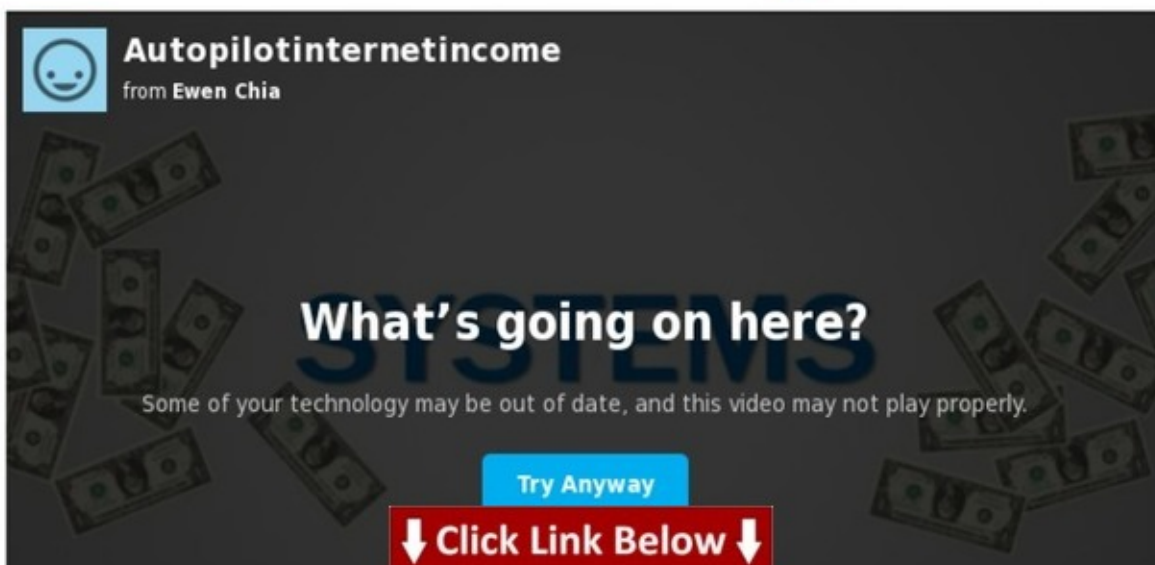 Autopilotinternetincome
from Ewen Chia
SYSTEMS
What's going on here?
Some of your technology may be out of date, and this video may not play properly.
Try Anyway
Click Link Below